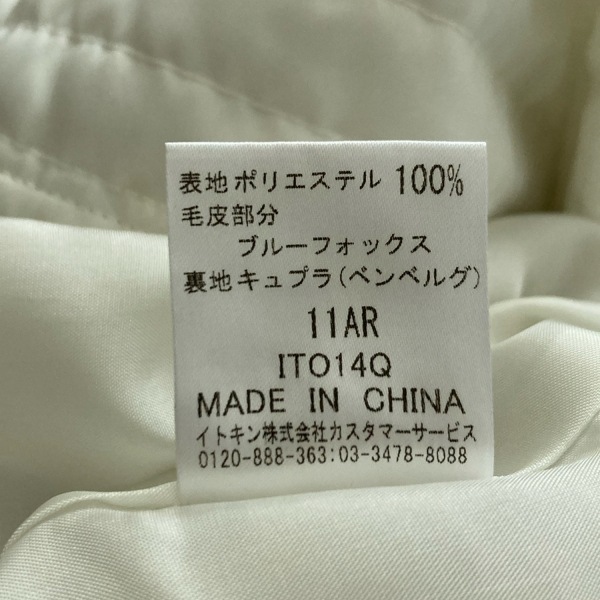 表地ポリエステル 100%
毛皮部分
ブルーフォックス
裏地キュプラ(ベンベルグ)
11AR
ITO14Q
MADE IN CHINA
イトキン株式会社カスタマーサービス
0120-888-363:03-3478-8088